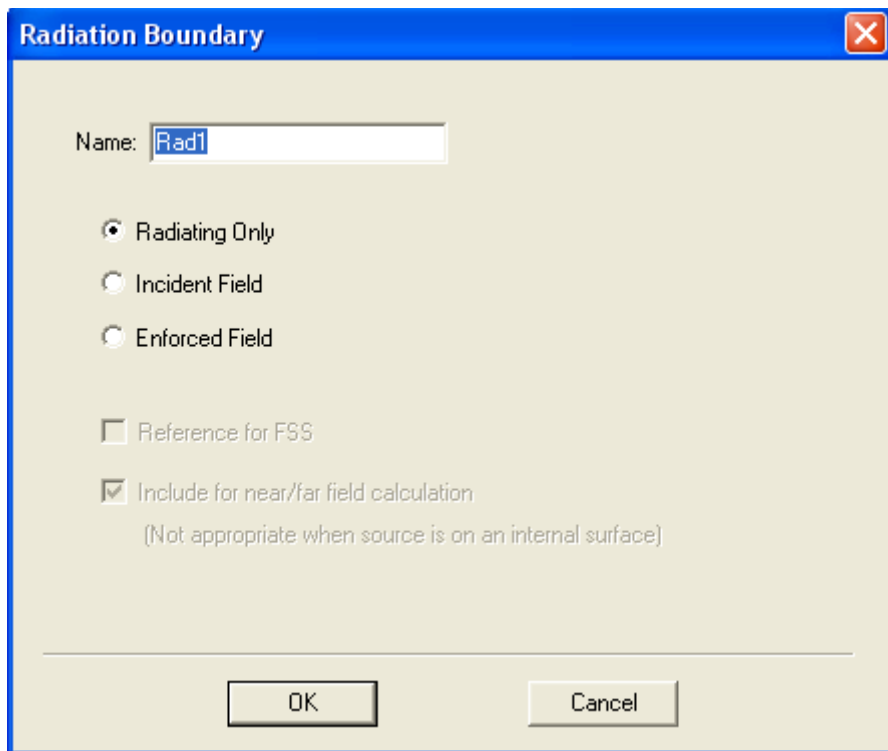 Radiation Boundary
Name: Rad1
Radiating Only
Incident Field
Enforced Field
Reference for FSS
Include for near/far field calculation
(Not appropriate when source is on an internal surface)
OK Cancel